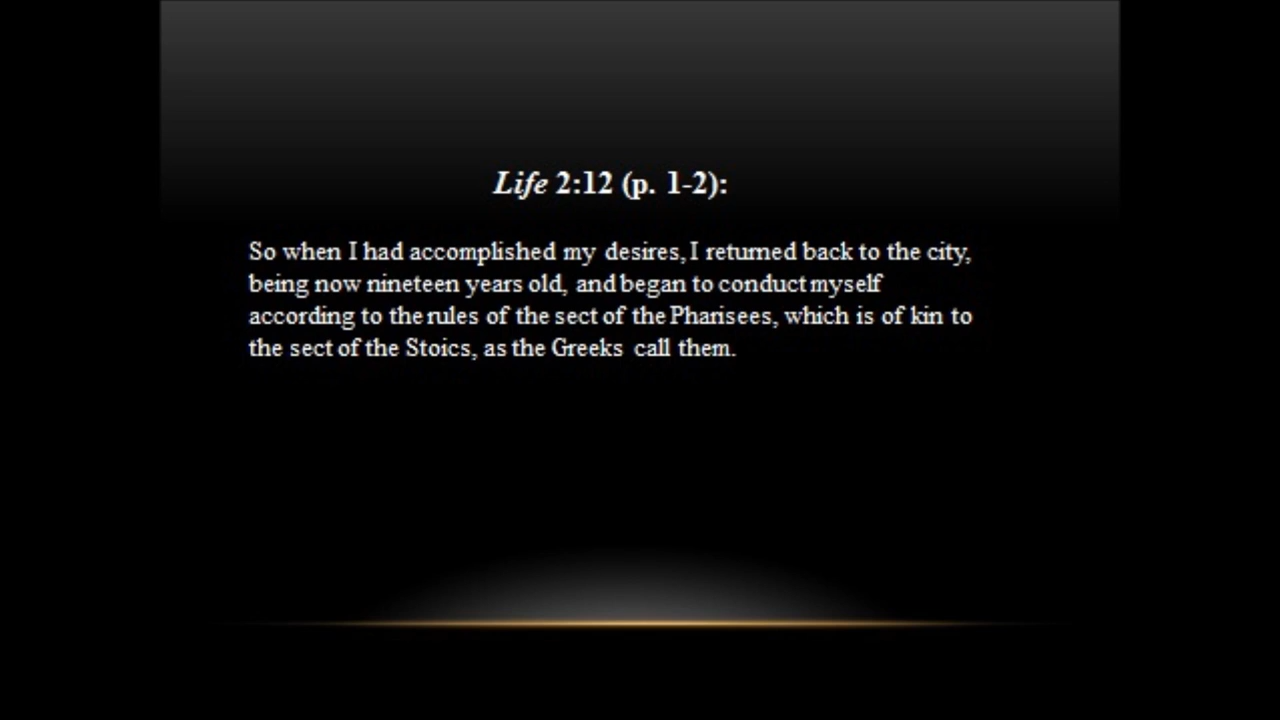 Life 2:12 (p. 1-2):
So when I had accomplished my desires, I returned back to the city,
being now nineteen years old, and began to conduct myself
according to the rules of the sect of the Pharisees, which is of kin to
the sect of the Stoics, as the Greeks call them.